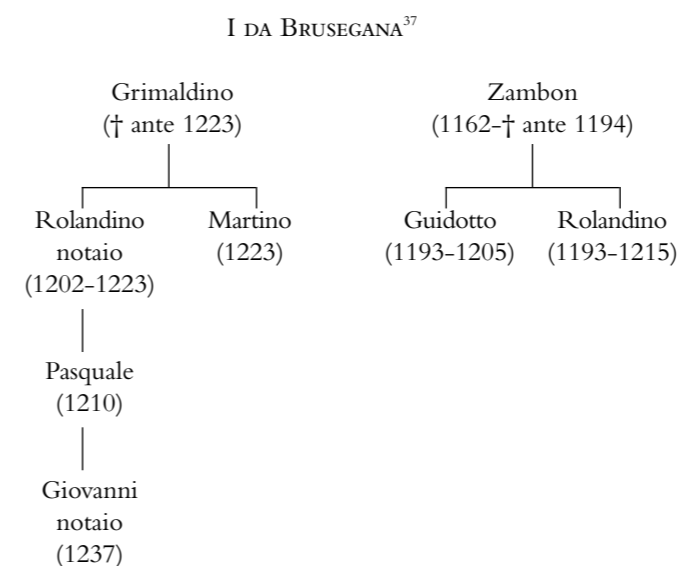 I DA BRUSEGANA37
Grimaldino
(† ante 1223)
Zambon
(1162-† ante 1194)
Rolandino
notaio
(1202-1223)
Martino
(1223)
Guidotto
(1193-1205)
Rolandino
(1193-1215)
Pasquale
(1210)
Giovanni
notaio
(1237)